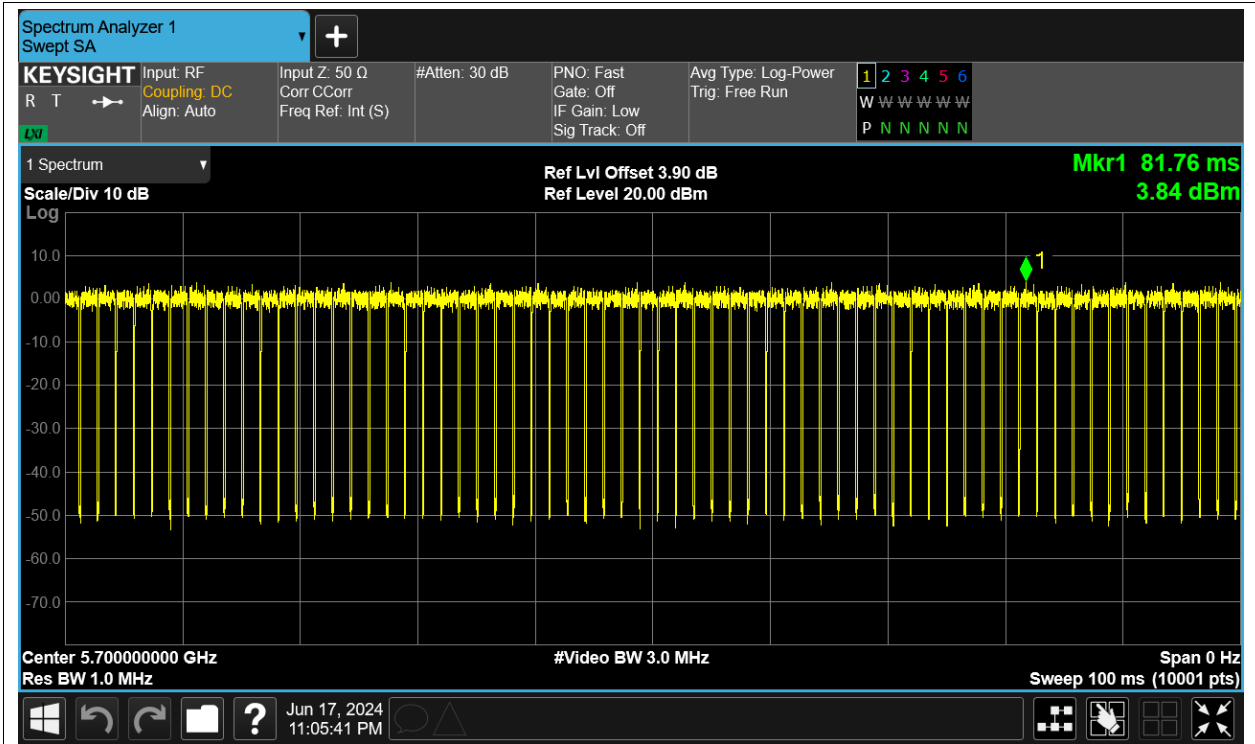 Spectrum Analyzer 1
Swept SA
KEYSIGHT
R T
LXI
Input: RF
Coupling: DC
Align: Auto
Input Z: 50 Ω
Corr CCorr
Freq Ref: Int (S)
#Atten: 30 dB
PNO: Fast
Gate: Off
IF Gain: Low
Sig Track: Off
Avg Type: Log-Power
Trig: Free Run
1 2 3 4 5 6
W W W W W W
P N N N N N
1 Spectrum
Scale/Div 10 dB
Ref Lvl Offset 3.90 dB
Ref Level 20.00 dBm
Mkr1 81.76 ms
3.84 dBm
Log
1
10.0
0.00
-10.0
-20.0
-30.0
-40.0
-50.0
-60.0
-70.0
Center 5.700000000 GHz
#Video BW 3.0 MHz
Span 0 Hz
Res BW 1.0 MHz
Sweep 100 ms (10001 pts)
?
Jun 17, 2024
11:05:41 PM